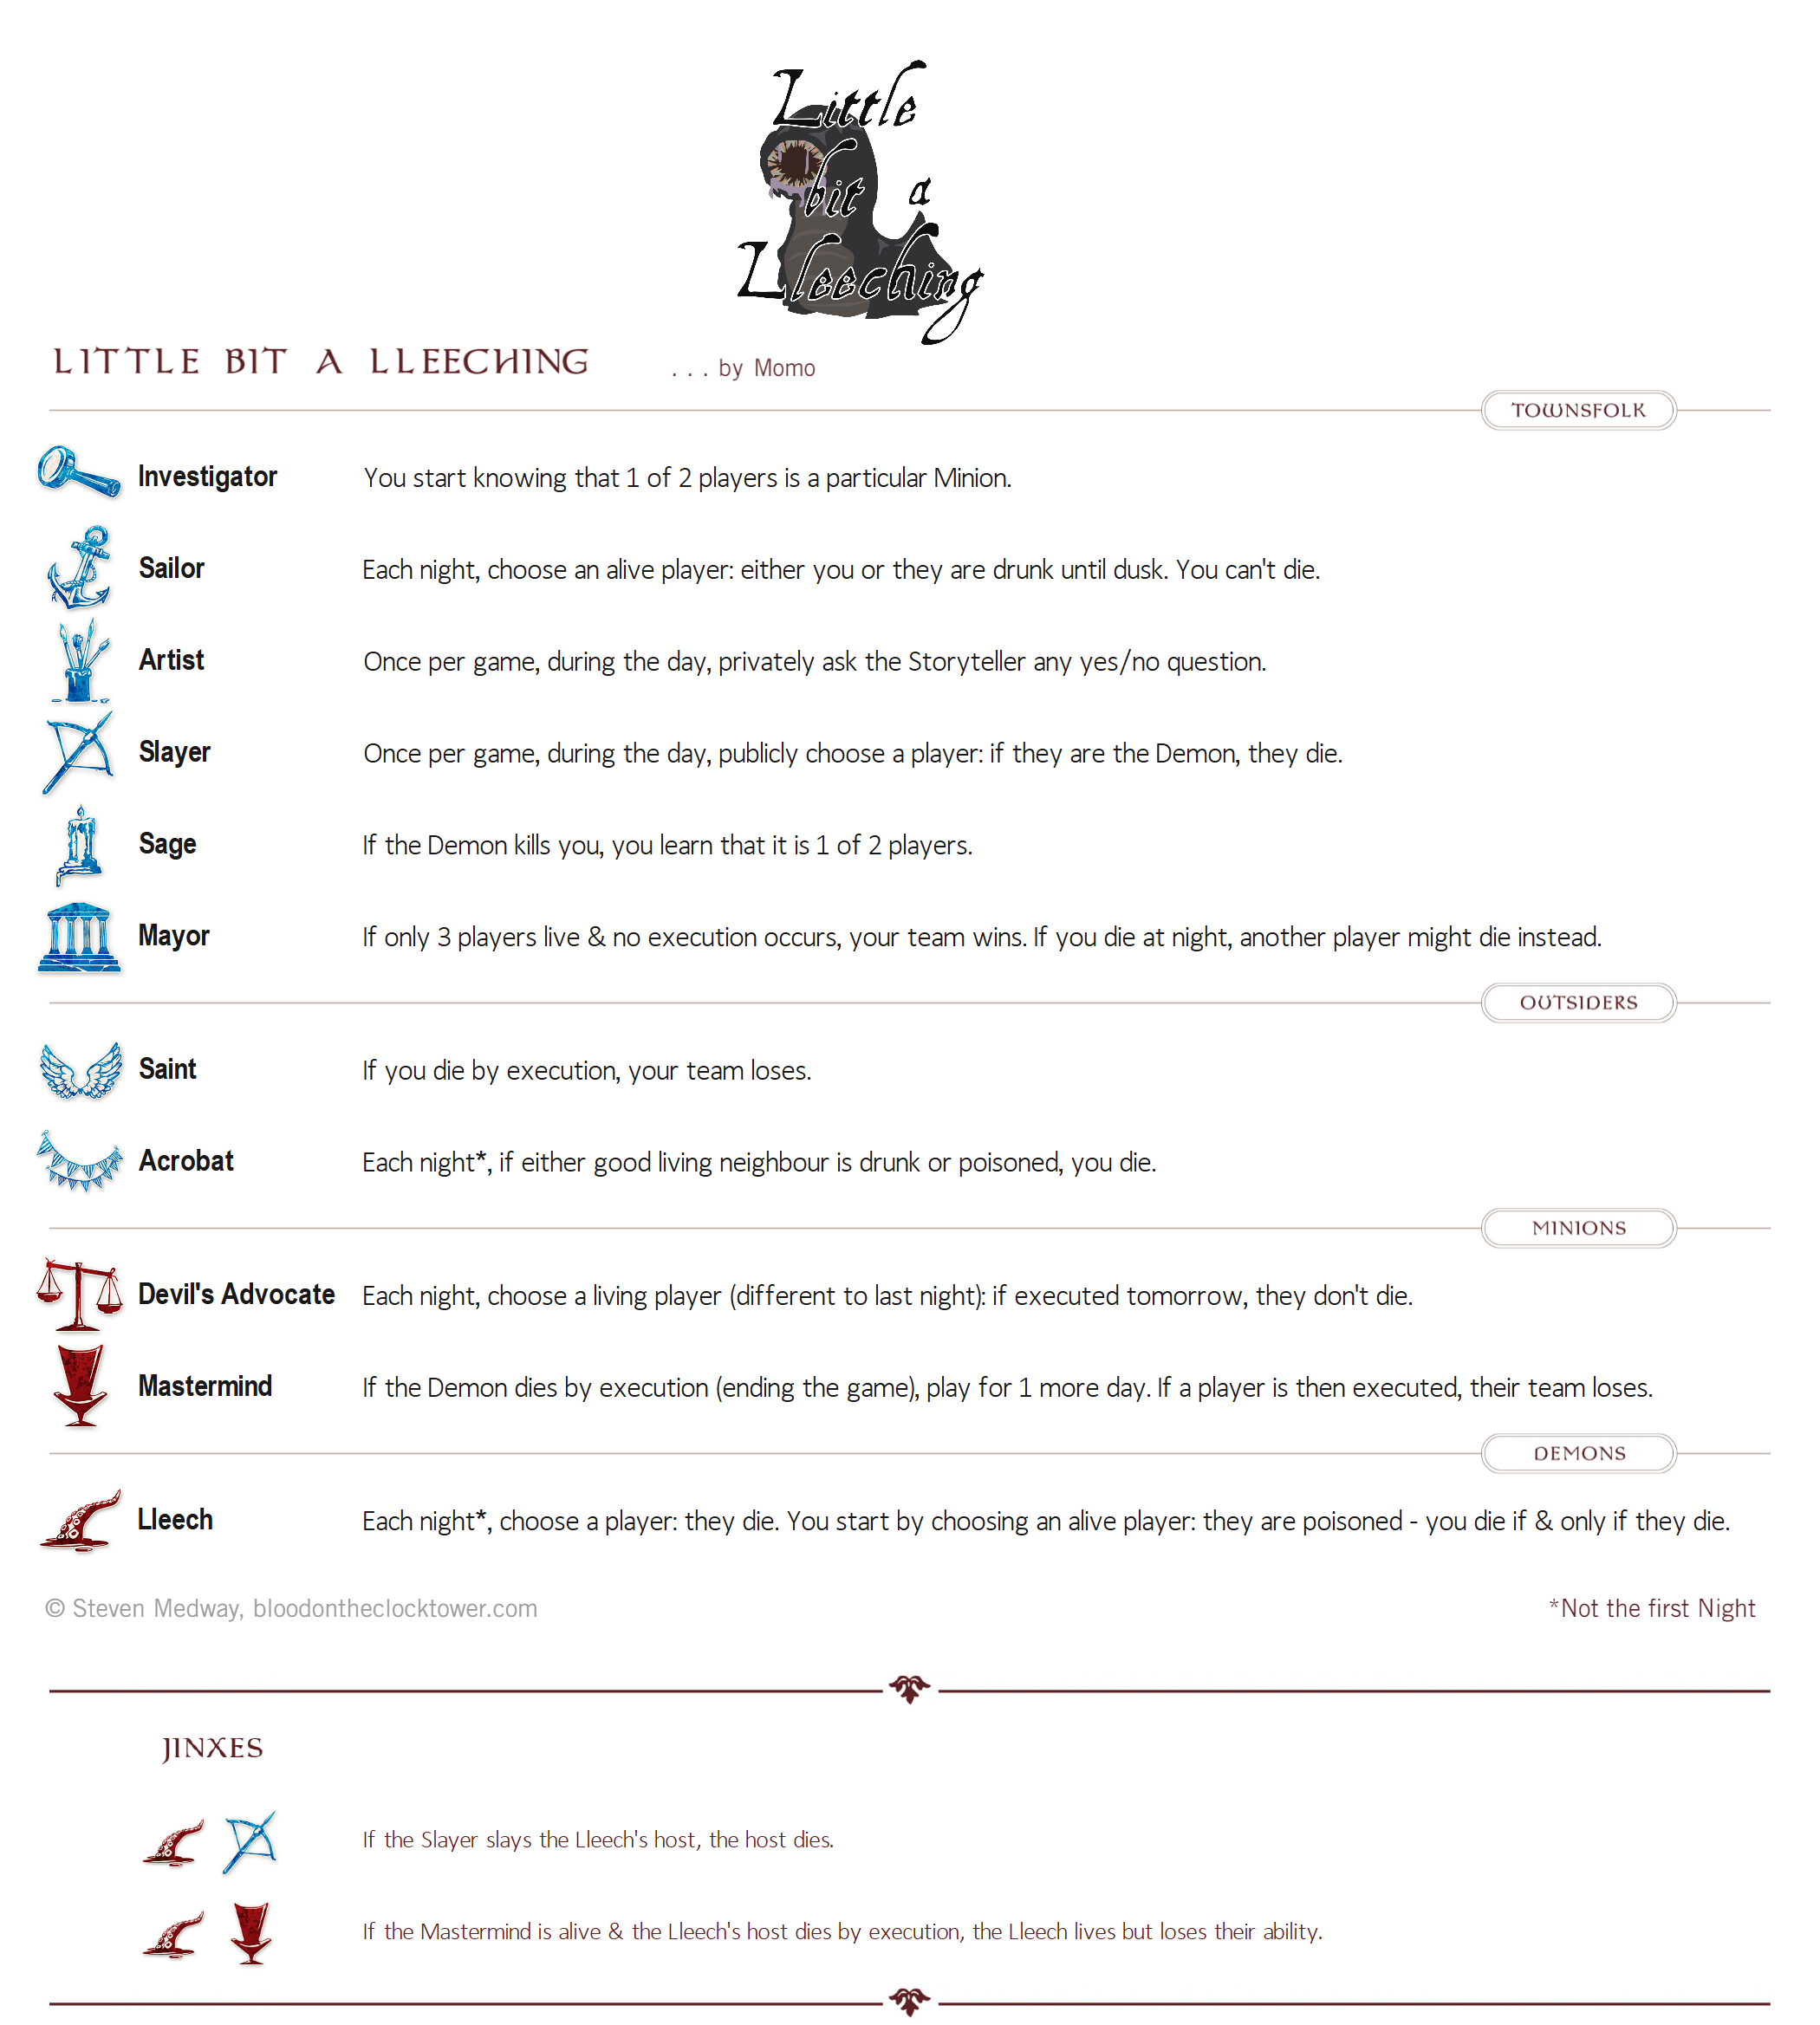 Little
bit a
Lleeching
LITTLE BIT A LLEECHING ... by Momo
TOWNSFOLK
Investigator You start knowing that 1 of 2 players is a particular Minion.
Sailor Each night, choose an alive player: either you or they are drunk until dusk. You can't die.
Artist Once per game, during the day, privately ask the Storyteller any yes/no question.
Slayer Once per game, during the day, publicly choose a player: if they are the Demon, they die.
Sage If the Demon kills you, you learn that it is 1 of 2 players.
Mayor If only 3 players live & no execution occurs, your team wins. If you die at night, another player might die instead.
OUTSIDERS
Saint If you die by execution, your team loses.
Acrobat Each night*, if either good living neighbour is drunk or poisoned, you die.
MINIONS
Devil's Advocate Each night, choose a living player (different to last night): if executed tomorrow, they don't die.
Mastermind If the Demon dies by execution (ending the game), play for 1 more day. If a player is then executed, their team loses.
DEMONS
Lleech Each night*, choose a player: they die. You start by choosing an alive player: they are poisoned - you die if & only if they die.
© Steven Medway, bloodontheclocktower.com *Not the first Night
JINXES
If the Slayer slays the Lleech's host, the host dies.
If the Mastermind is alive & the Lleech's host dies by execution, the Lleech lives but loses their ability.